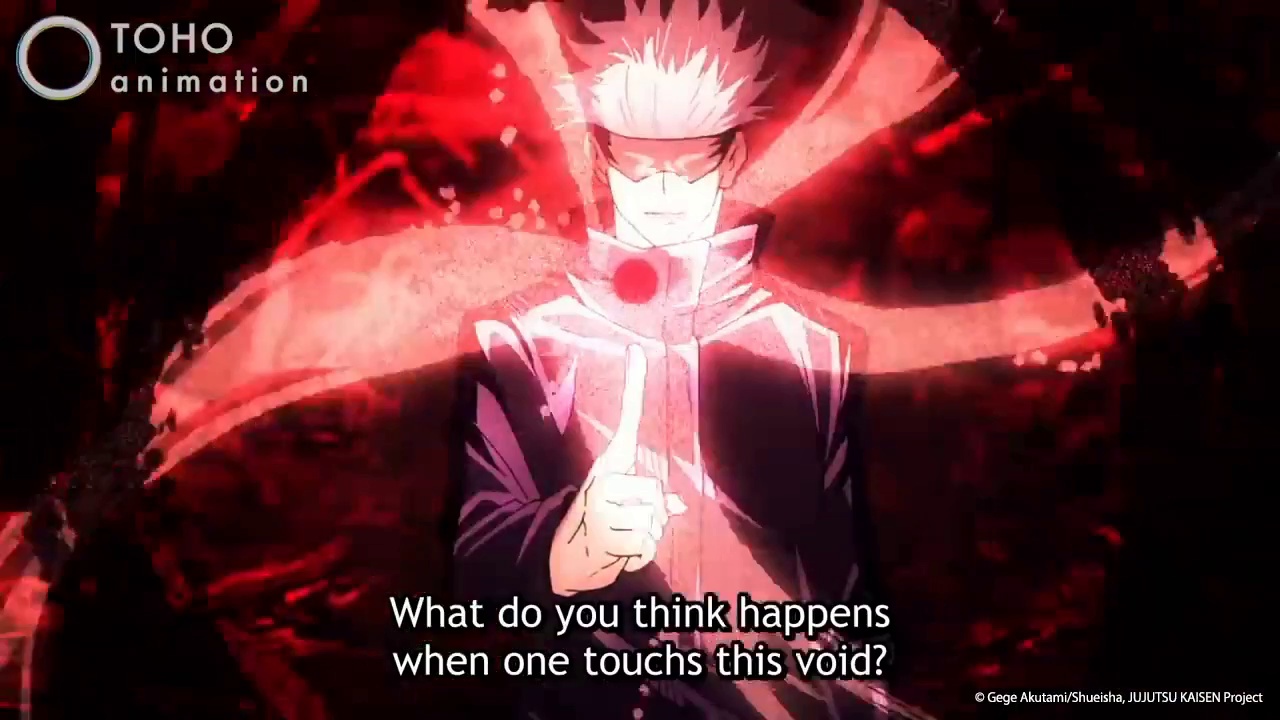 TOHO
animation
What do you think happens
when one touchs this void?
© Gege Akutami/Shueisha, JUJUTSU KAISEN Project